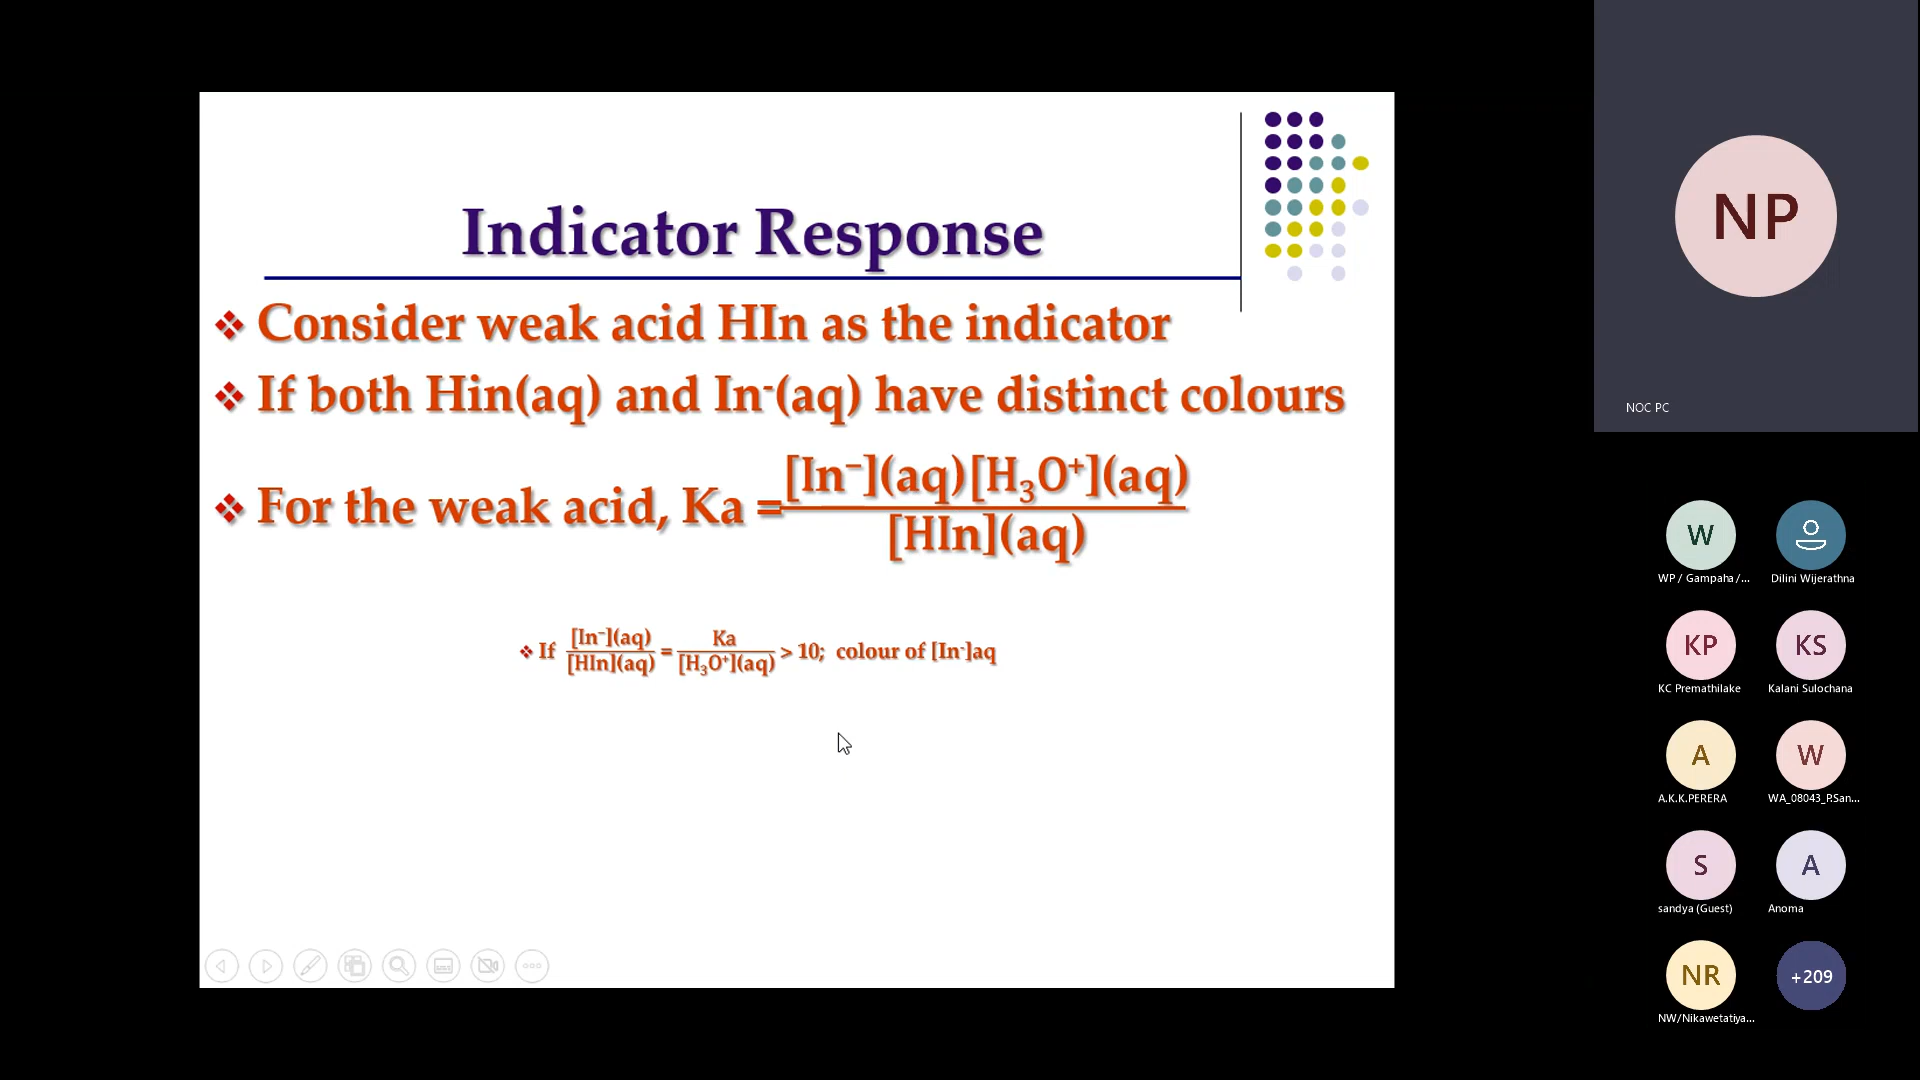 Indicator Response
❖ Consider weak acid HIn as the indicator
❖ If both Hin(aq) and In⁻(aq) have distinct colours
❖ For the weak acid, Ka = [In⁻](aq)[H₃O⁺](aq) / [HIn](aq)
❖ If [In⁻](aq) / [HIn](aq) = Ka / [H₃O⁺](aq) > 10; colour of [In⁻]aq
NP
NOC PC
W
WP / Gampaha /...
Dilini Wijerathna
KP
KC Premathilake
KS
Kalani Sulochana
A
A.K.K.PERERA
W
WA_08043_P.San...
S
sandya (Guest)
A
Anoma
NR
NW/Nikawetatiya...
+209